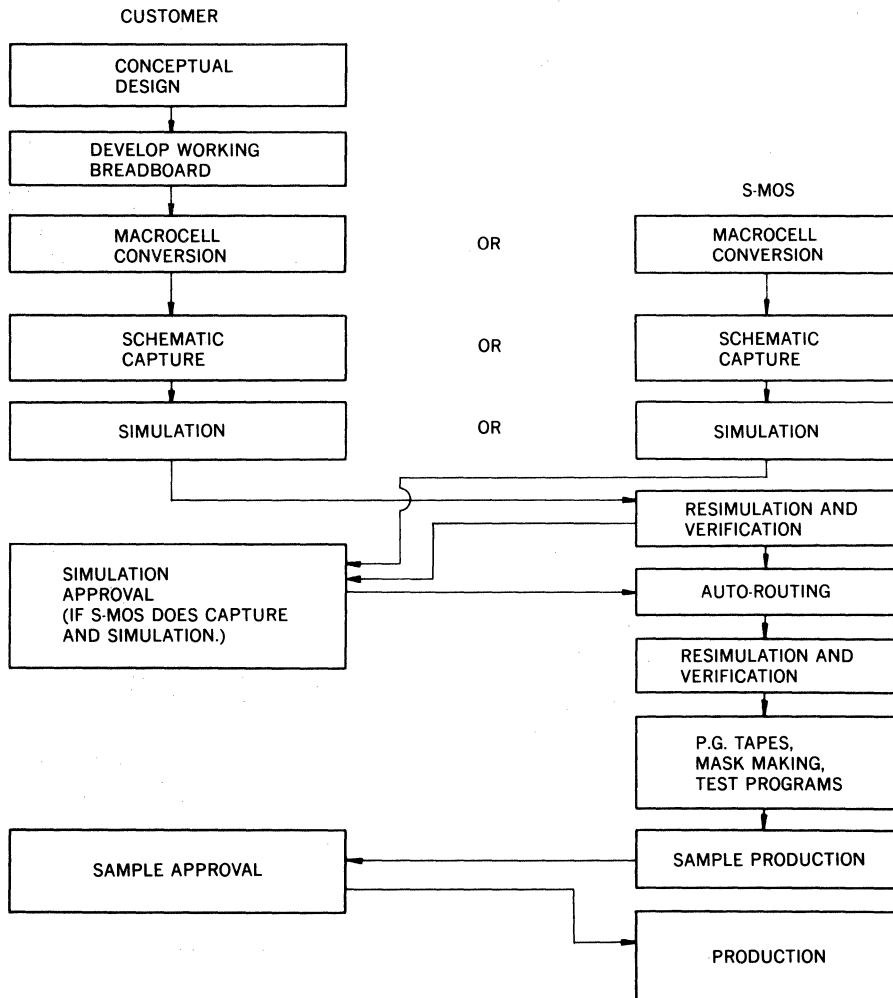 CUSTOMER
CONCEPTUAL
DESIGN
DEVELOP WORKING
BREADBOARD
S-MOS
MACROCELL
CONVERSION
OR
MACROCELL
CONVERSION
SCHEMATIC
CAPTURE
OR
SCHEMATIC
CAPTURE
SIMULATION
OR
SIMULATION
RESIMULATION AND
VERIFICATION
SIMULATION
APPROVAL
(IF S-MOS DOES CAPTURE
AND SIMULATION.)
AUTO-ROUTING
RESIMULATION AND
VERIFICATION
P.G. TAPES,
MASK MAKING,
TEST PROGRAMS
SAMPLE APPROVAL
SAMPLE PRODUCTION
PRODUCTION